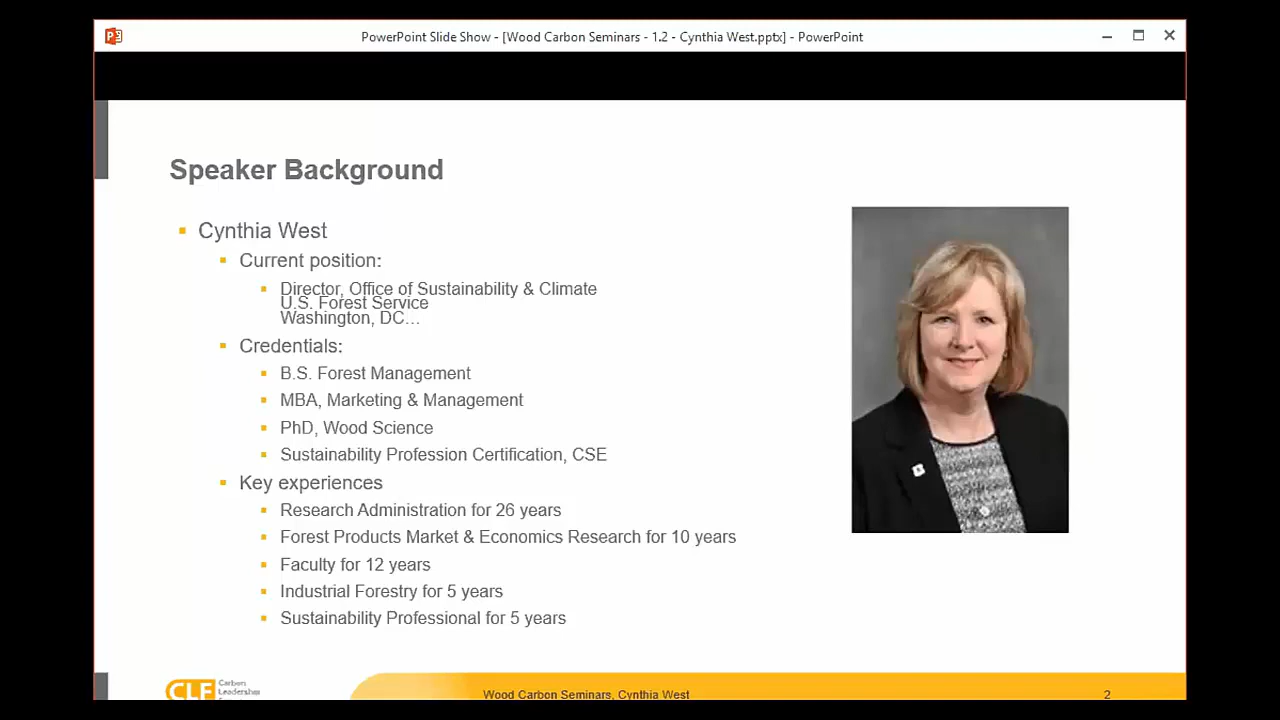 PowerPoint Slide Show - [Wood Carbon Seminars - 1.2 - Cynthia West.pptx] - PowerPoint
Speaker Background
Cynthia West
Current position:
Director, Office of Sustainability & Climate
U.S. Forest Service
Washington, DC...
Credentials:
B.S. Forest Management
MBA, Marketing & Management
PhD, Wood Science
Sustainability Profession Certification, CSE
Key experiences
Research Administration for 26 years
Forest Products Market & Economics Research for 10 years
Faculty for 12 years
Industrial Forestry for 5 years
Sustainability Professional for 5 years
CLF
Carbon
Leadership
Wood Carbon Seminars, Cynthia West
2